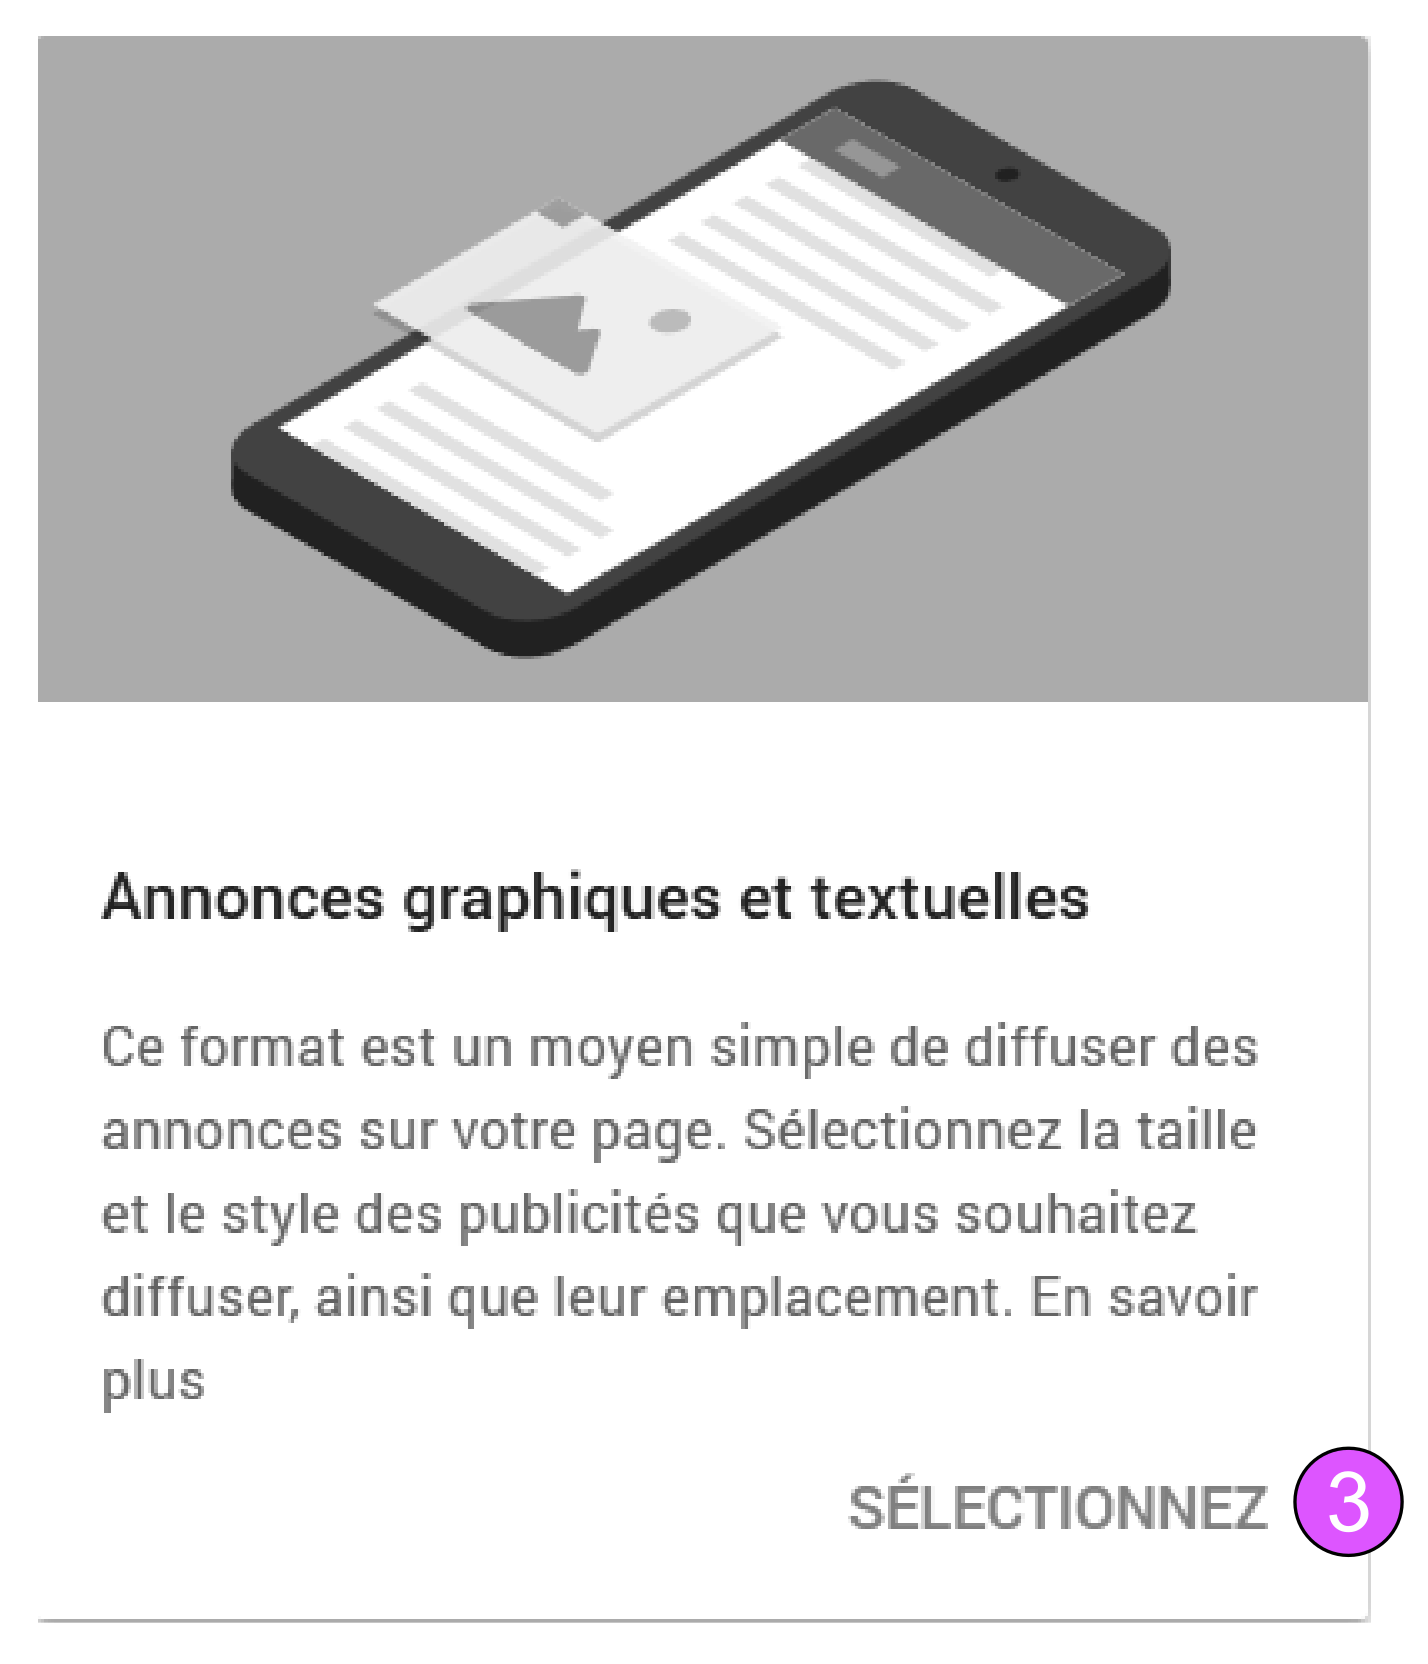 Annonces graphiques et textuelles
Ce format est un moyen simple de diffuser des
annonces sur votre page. Sélectionnez la taille
et le style des publicités que vous souhaitez
diffuser, ainsi que leur emplacement. En savoir
plus
SÉLECTIONNEZ 3